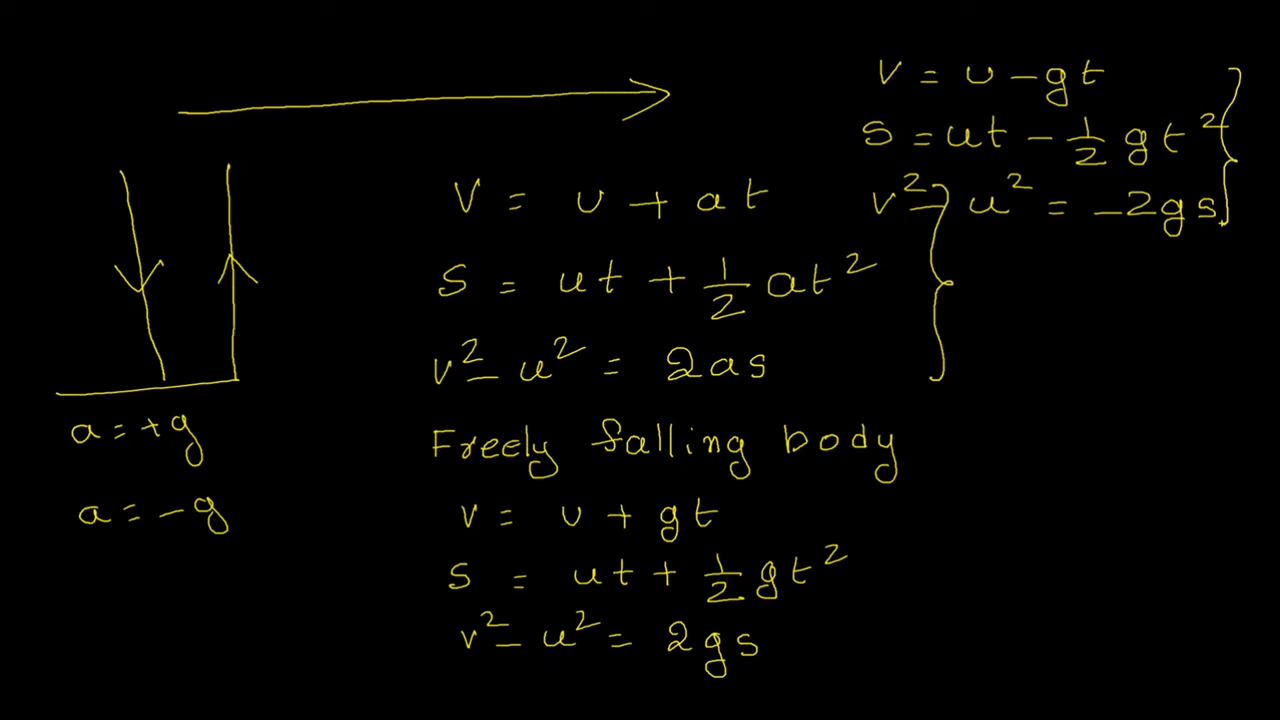 v = u - gt
s = ut - 1/2 gt²
v² - u² = -2gs
v = u + at
s = ut + 1/2 at²
v² - u² = 2as
a = +g
a = -g
Freely falling body
v = u + gt
s = ut + 1/2 gt²
v² - u² = 2gs